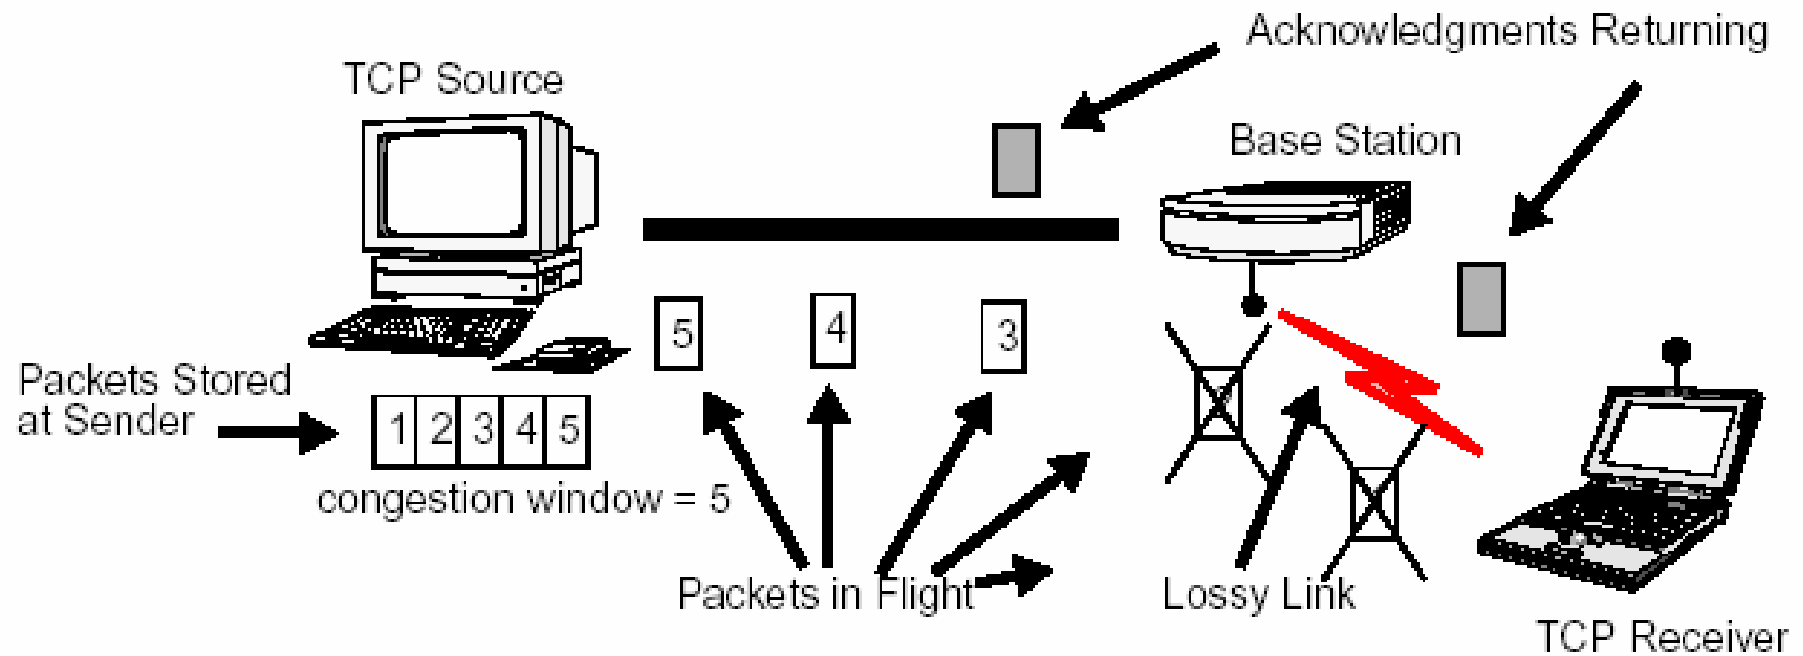 Acknowledgments Returning
TCP Source
Base Station
5
4
3
Packets Stored
at Sender
1 2 3 4 5
congestion window = 5
Packets in Flight
Lossy Link
TCP Receiver